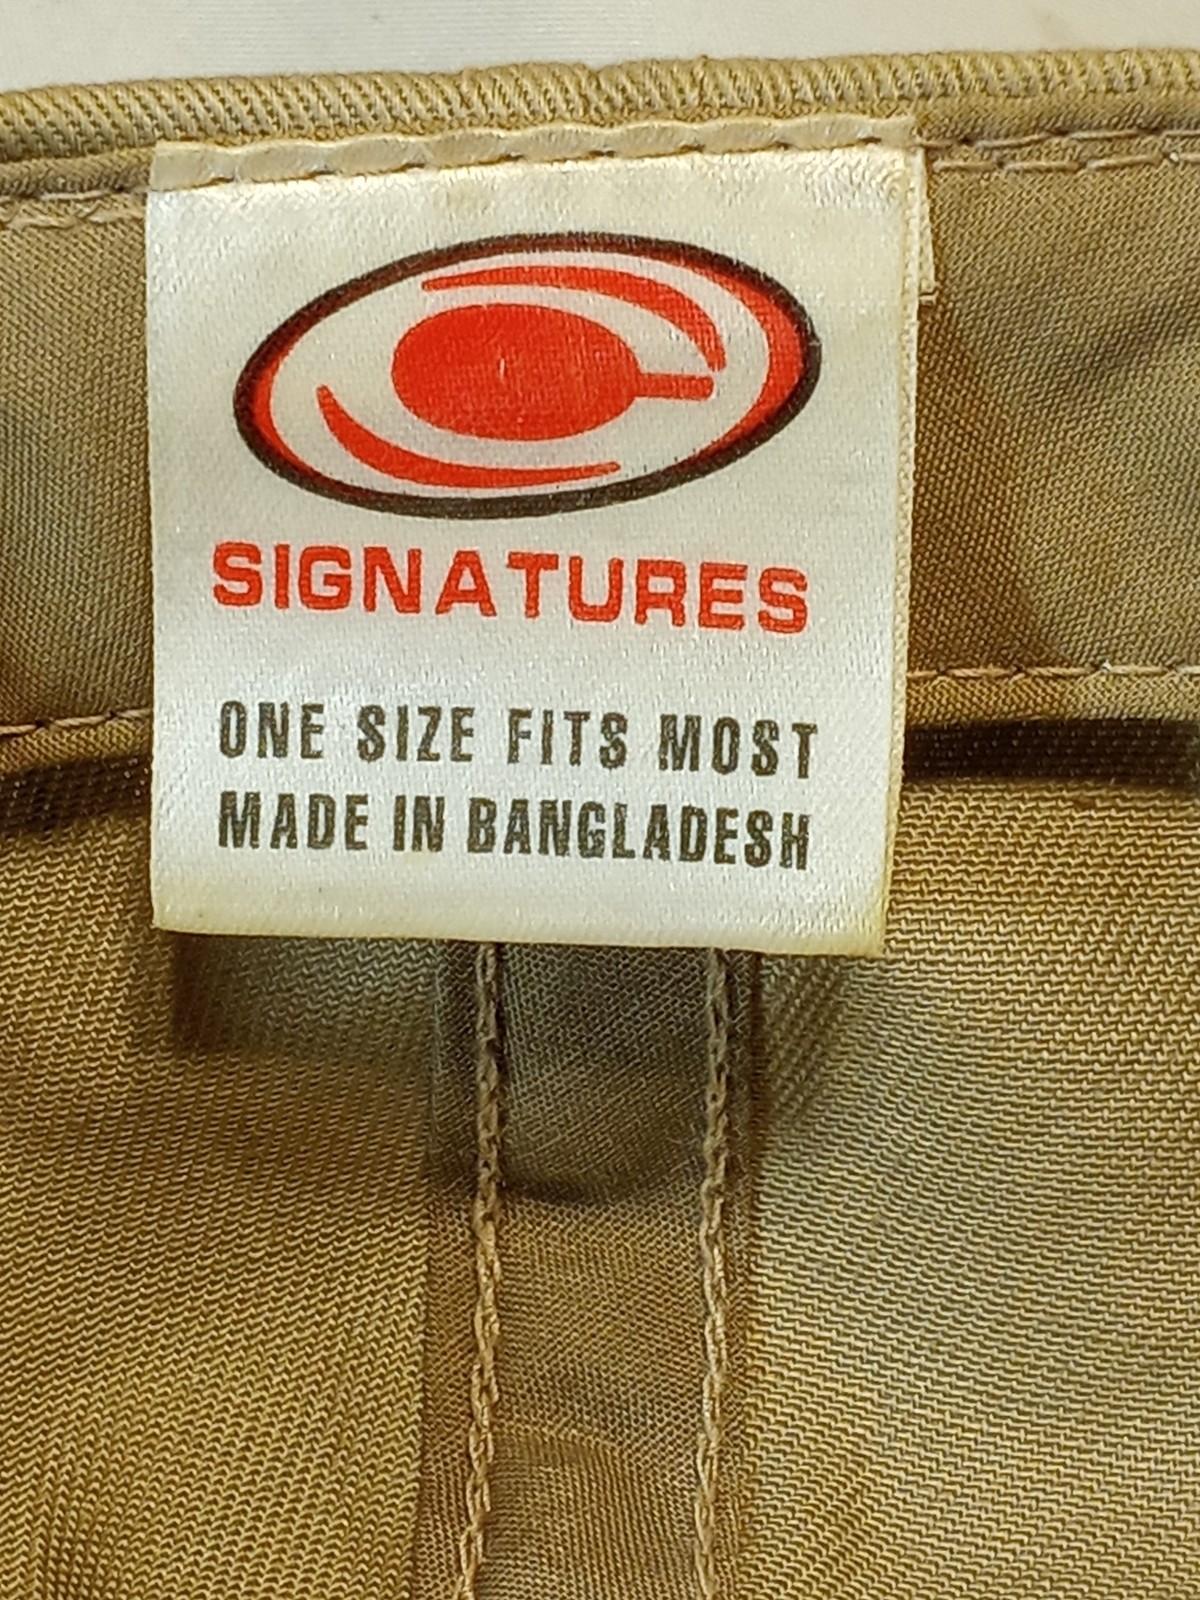 SIGNATURES
ONE SIZE FITS MOST
MADE IN BANGLADESH